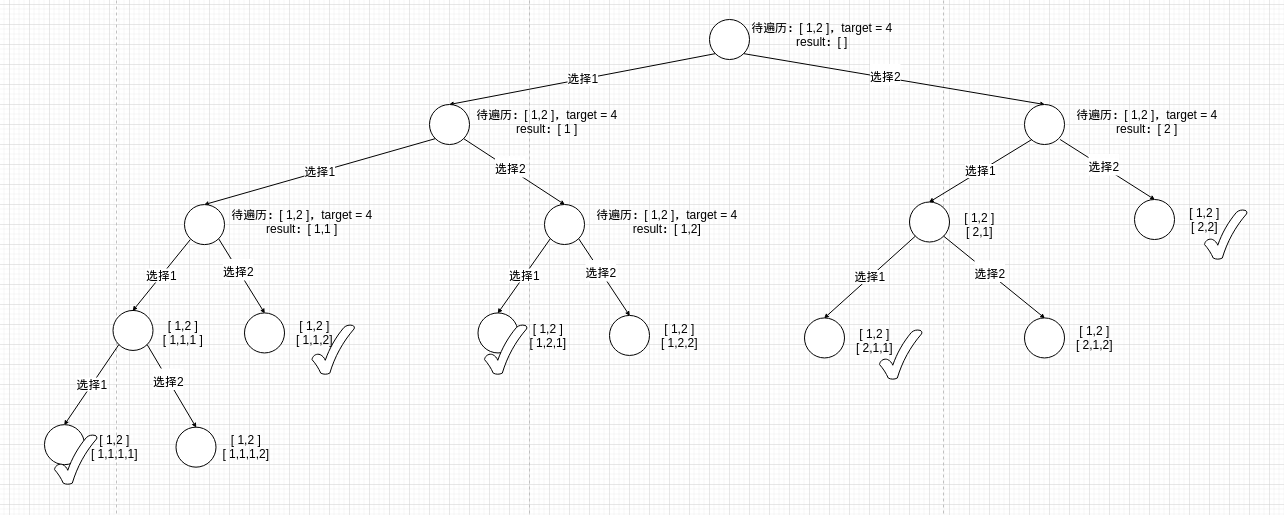 待遍历：[ 1,2 ]，target = 4
result：[ ]
选择1
选择2
待遍历：[ 1,2 ]，target = 4
result：[ 1 ]
待遍历：[ 1,2 ]，target = 4
result：[ 2 ]
选择1
选择2
选择1
选择2
待遍历：[ 1,2 ]，target = 4
result：[ 1,1 ]
待遍历：[ 1,2 ]，target = 4
result：[ 1,2]
[ 1,2 ]
[ 2,1]
[ 1,2 ]
[ 2,2]
选择1
选择2
选择1
选择2
选择1
选择2
[ 1,2 ]
[ 1,1,1 ]
[ 1,2 ]
[ 1,1,2]
[ 1,2 ]
[ 1,2,1]
[ 1,2 ]
[ 1,2,2]
[ 1,2 ]
[ 2,1,1]
[ 1,2 ]
[ 2,1,2]
选择1
选择2
[ 1,2 ]
[ 1,1,1,1]
[ 1,2 ]
[ 1,1,1,2]